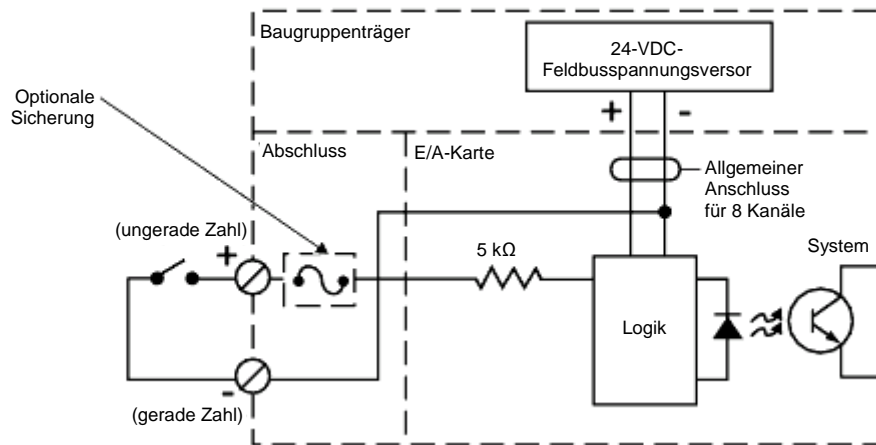 Baugruppenträger
24-VDC-
Feldbusspannungsversor
+
-
Optionale
Sicherung
Abschluss
E/A-Karte
Allgemeiner
Anschluss
für 8 Kanäle
(ungerade Zahl)
+
5 kΩ
System
Logik
-
(gerade Zahl)